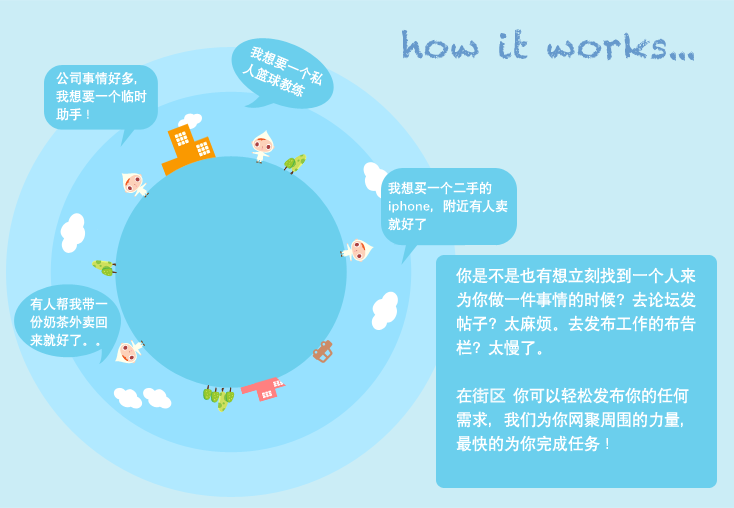 how it works...
我想要一个私
人篮球教练
公司事情好多,
我想要一个临时
助手！
我想买一个二手的
iphone, 附近有人卖
就好了
你是不是也有想立刻找到一个人来
为你做一件事情的时候？去论坛发
帖子？太麻烦。去发布工作的布告
栏？太慢了。
在街区 你可以轻松发布你的任何
需求, 我们为你网聚周围的力量,
最快的为你完成任务！
有人帮我带一
份奶茶外卖回
来就好了。。